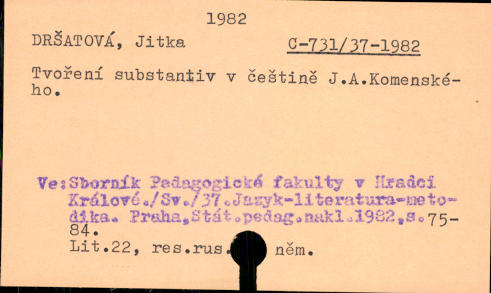 1982
DRŠATOVÁ, Jitka C-731/37-1982
Tvoření substantiv v češtině J.A.Komenské-
ho.
Ve:Sborník Pedagogické fakulty v Hradci
Králové./Sv./37.Jazyk-literatura-meto-
dika. Praha,Stát.pedag.nakl.1982,s.75-
84.
Lit.22, res.rus. něm.